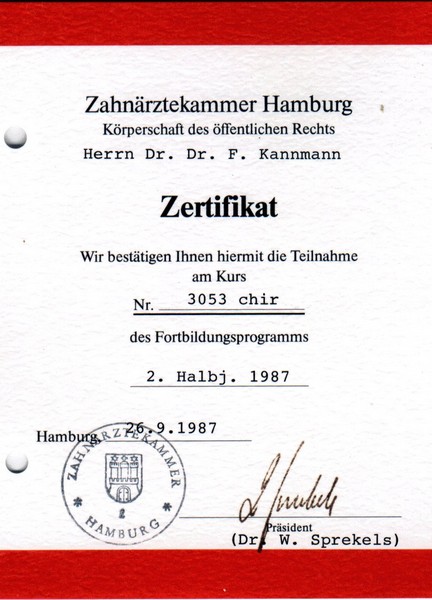 Zahnärztekammer Hamburg
Körperschaft des öffentlichen Rechts
Herrn Dr. Dr. F. Kannmann
Zertifikat
Wir bestätigen Ihnen hiermit die Teilnahme
am Kurs
Nr. 3053 chir
des Fortbildungsprogramms
2. Halbj. 1987
Hamburg, 26.9.1987
ZAHNÄRZTEKAMMER
2
* HAMBURG *
Präsident
(Dr. W. Sprekels)